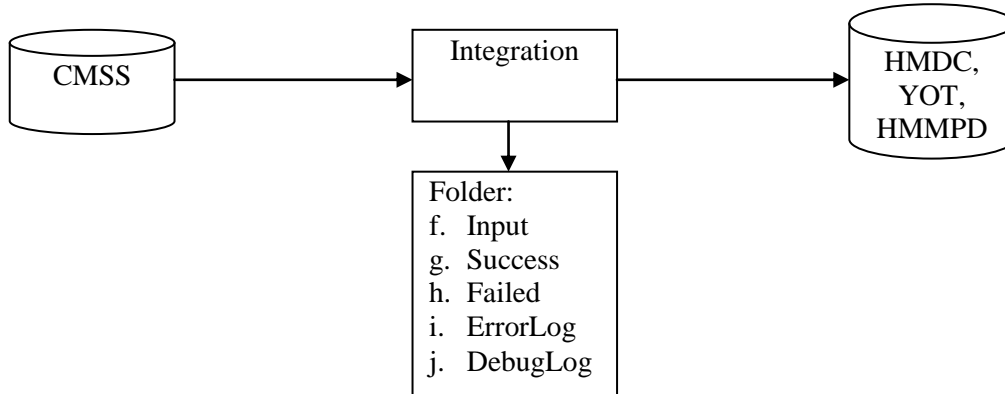 CMSS
Integration
HMDC,
YOT,
HMMPD
Folder:
f. Input
g. Success
h. Failed
i. ErrorLog
j. DebugLog